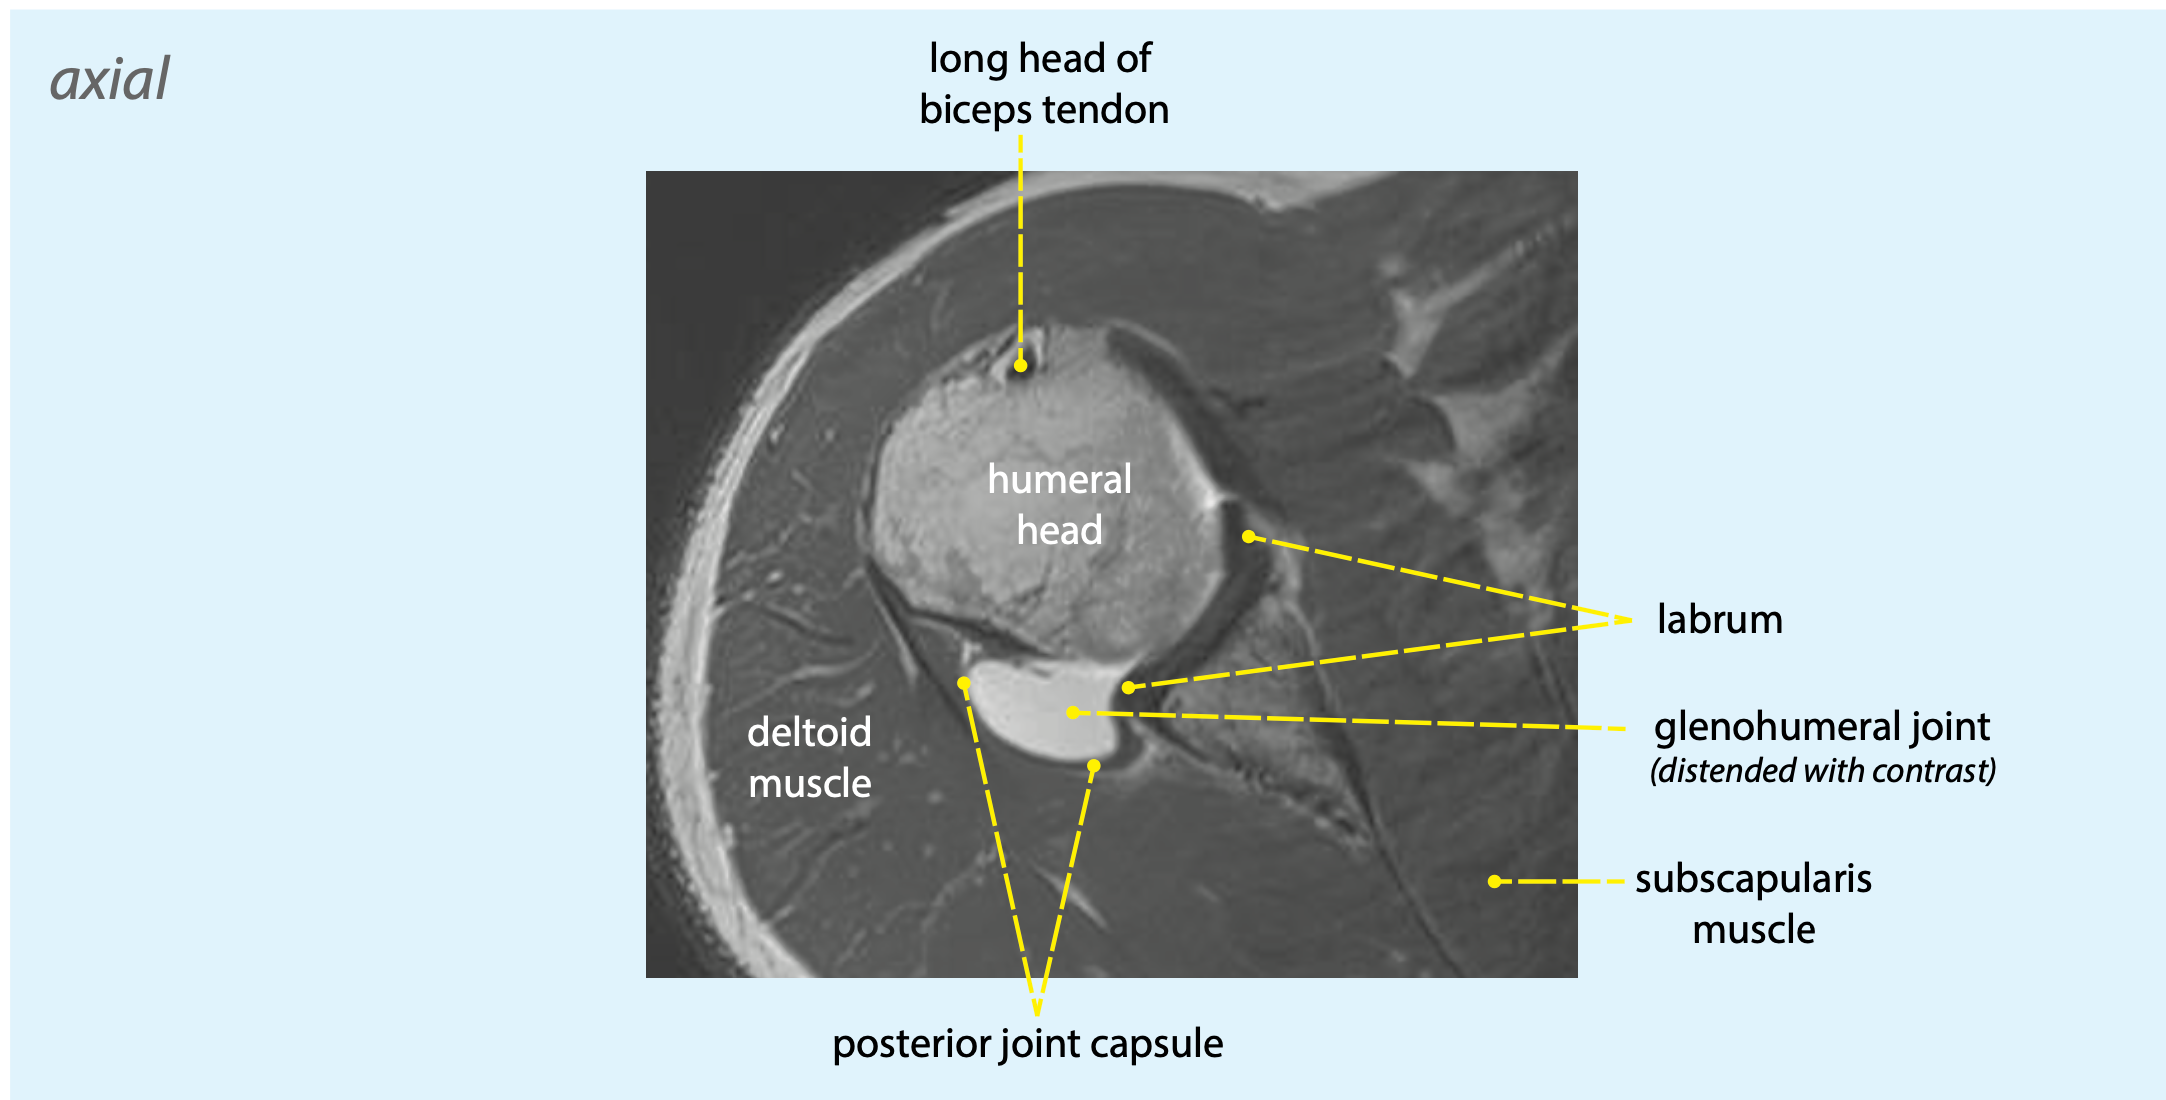 axial
long head of
biceps tendon
humeral
head
labrum
deltoid
muscle
glenohumeral joint
(distended with contrast)
subscapularis
muscle
posterior joint capsule